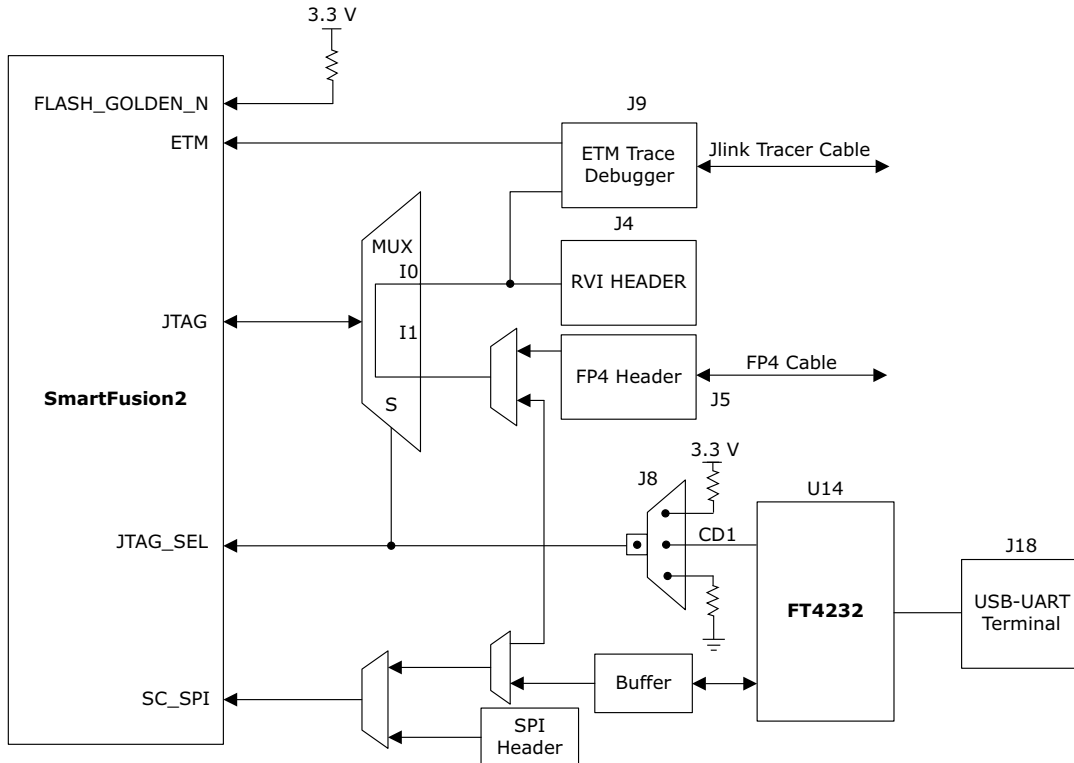 3.3 V
FLASH_GOLDEN_N
ETM
J9
ETM Trace
Debugger
Jlink Tracer Cable
J4
MUX
I0
RVI HEADER
JTAG
I1
FP4 Header
FP4 Cable
SmartFusion2
S
J5
3.3 V
J8
U14
JTAG_SEL
CD1
J18
FT4232
USB-UART
Terminal
SC_SPI
Buffer
SPI
Header